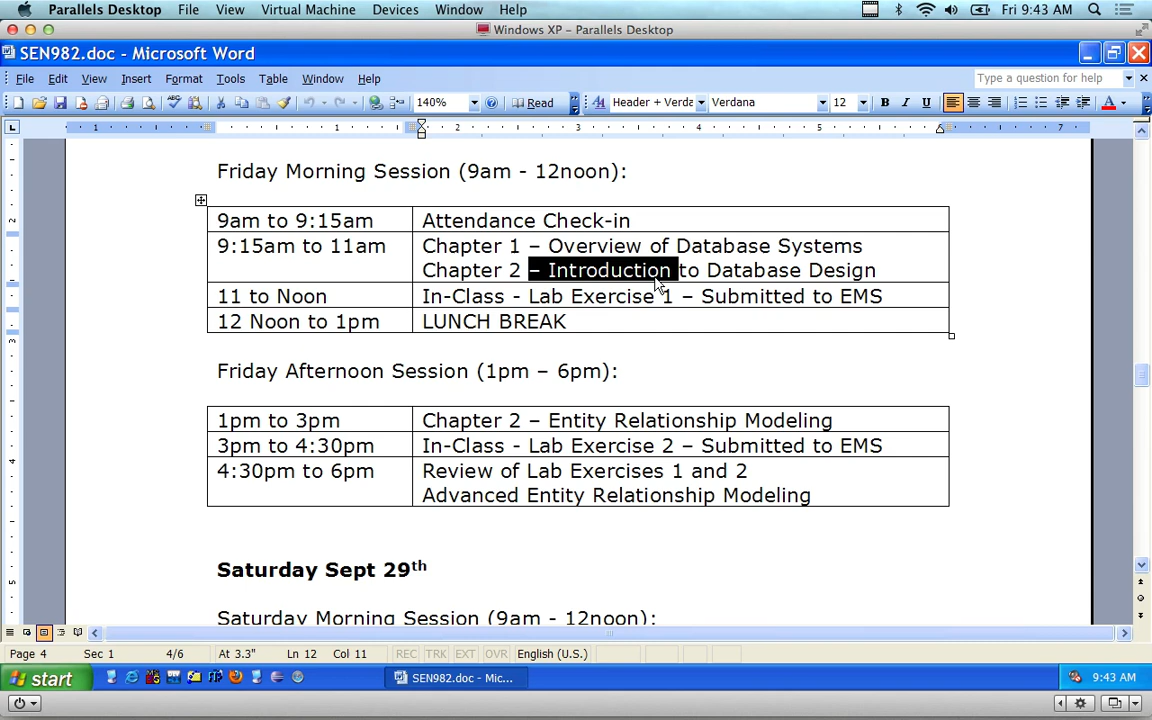 Parallels Desktop File View Virtual Machine Devices Window Help Fri 9:43 AM
Windows XP – Parallels Desktop
SEN982.doc - Microsoft Word
File Edit View Insert Format Tools Table Window Help Type a question for help
140% Read Header + Verda Verdana 12 B I U A
1 1 2 3 4 5 7
Friday Morning Session (9am - 12noon):
9am to 9:15am Attendance Check-in
9:15am to 11am Chapter 1 – Overview of Database Systems
Chapter 2 – Introduction to Database Design
11 to Noon In-Class - Lab Exercise 1 – Submitted to EMS
12 Noon to 1pm LUNCH BREAK
Friday Afternoon Session (1pm – 6pm):
1pm to 3pm Chapter 2 – Entity Relationship Modeling
3pm to 4:30pm In-Class - Lab Exercise 2 – Submitted to EMS
4:30pm to 6pm Review of Lab Exercises 1 and 2
Advanced Entity Relationship Modeling
Saturday Sept 29th
Saturday Morning Session (9am - 12noon):
Page 4 Sec 1 4/6 At 3.3" Ln 12 Col 11 REC TRK EXT OVR English (U.S.)
start SEN982.doc - Mic... 9:43 AM